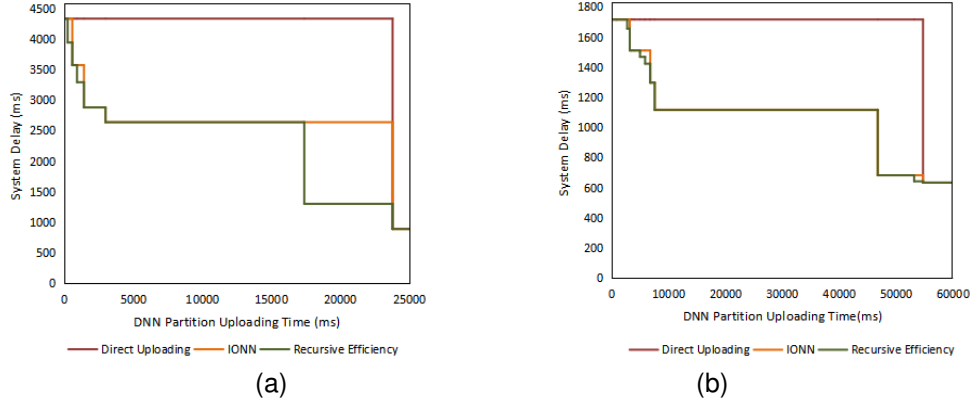 4500
4000
3500
3000
2500
2000
1500
1000
500
0
System Delay (ms)
0 5000 10000 15000 20000 25000
DNN Partition Uploading Time (ms)
Direct Uploading IONN Recursive Efficiency
(a)
1800
1600
1400
1200
1000
800
600
400
200
0
System Delay (ms)
0 10000 20000 30000 40000 50000 60000
DNN Partition Uploading Time(ms)
Direct Uploading IONN Recursive Efficiency
(b)